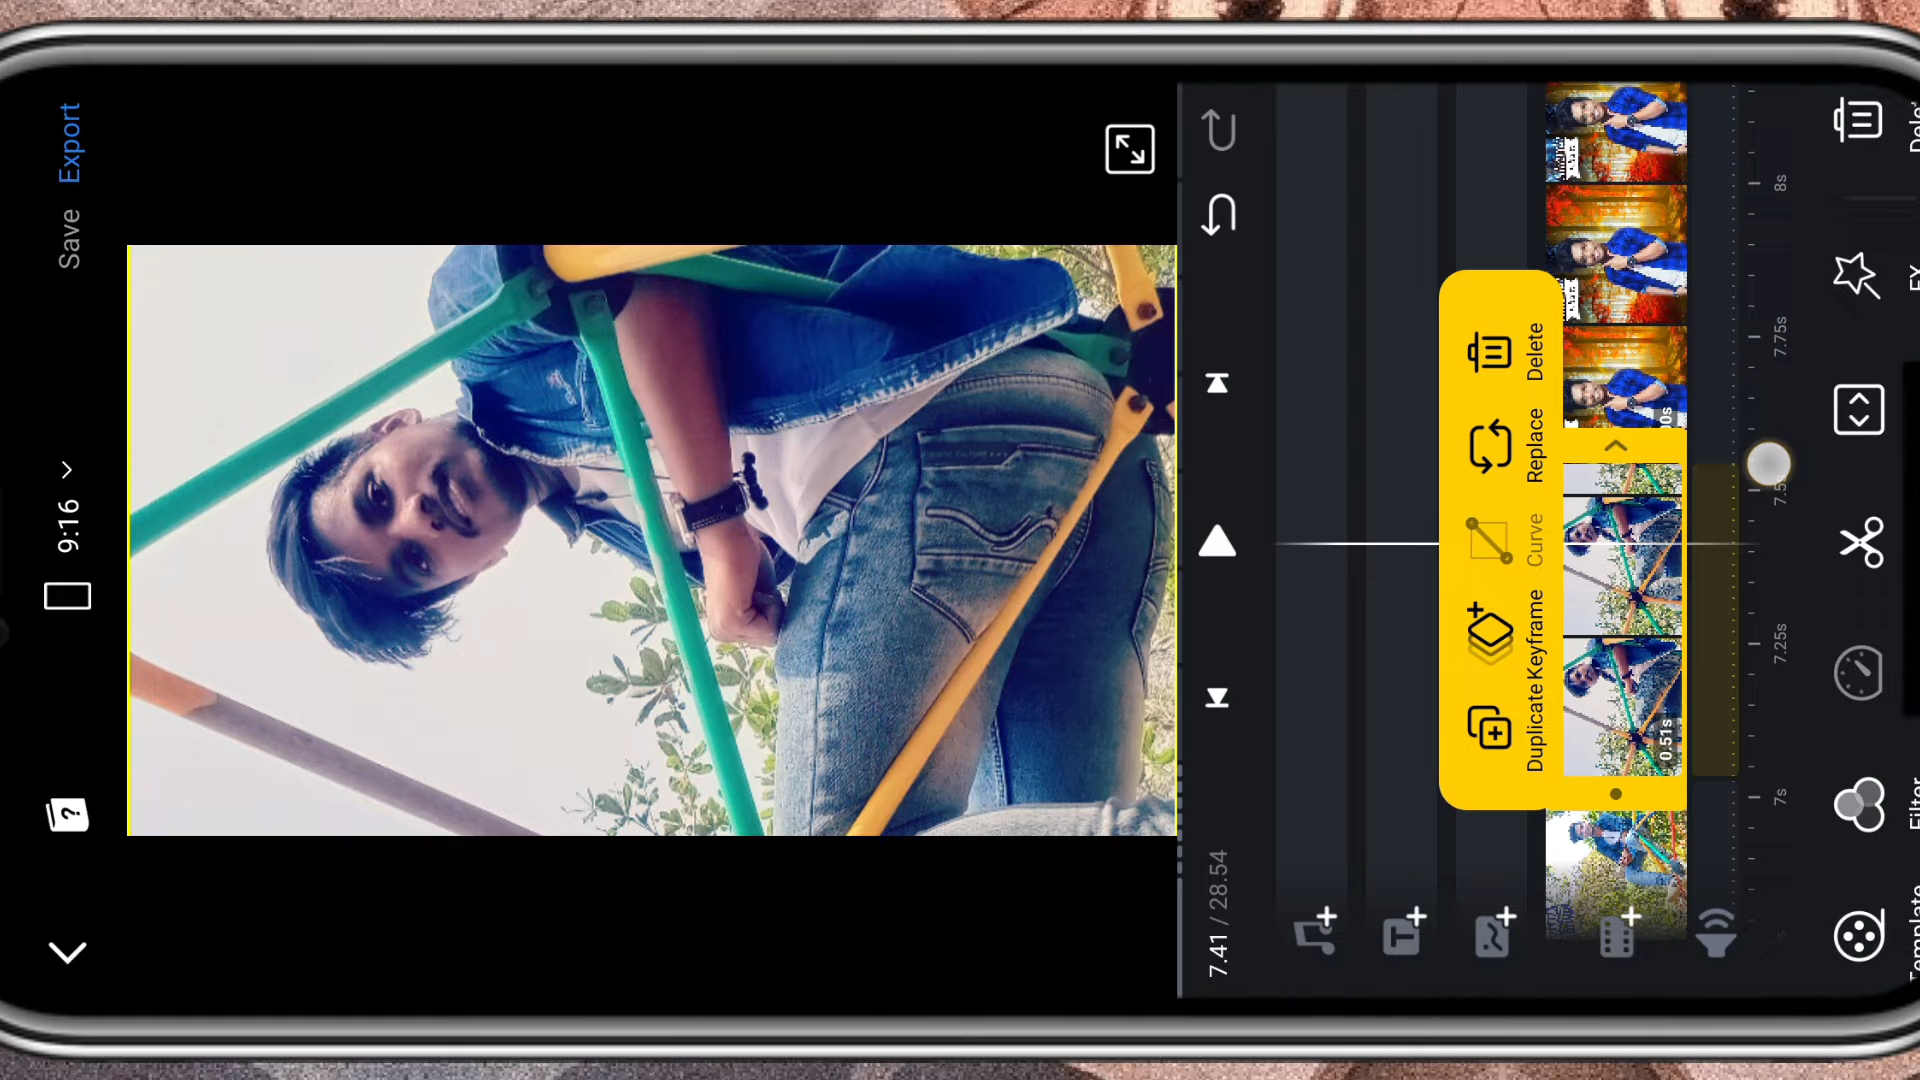 9:16
Save
Export
7.41 / 28.54
Duplicate
Keyframe
Curve
Replace
Delete
0.51s
7s
7.25s
7.75s
8s
Filter